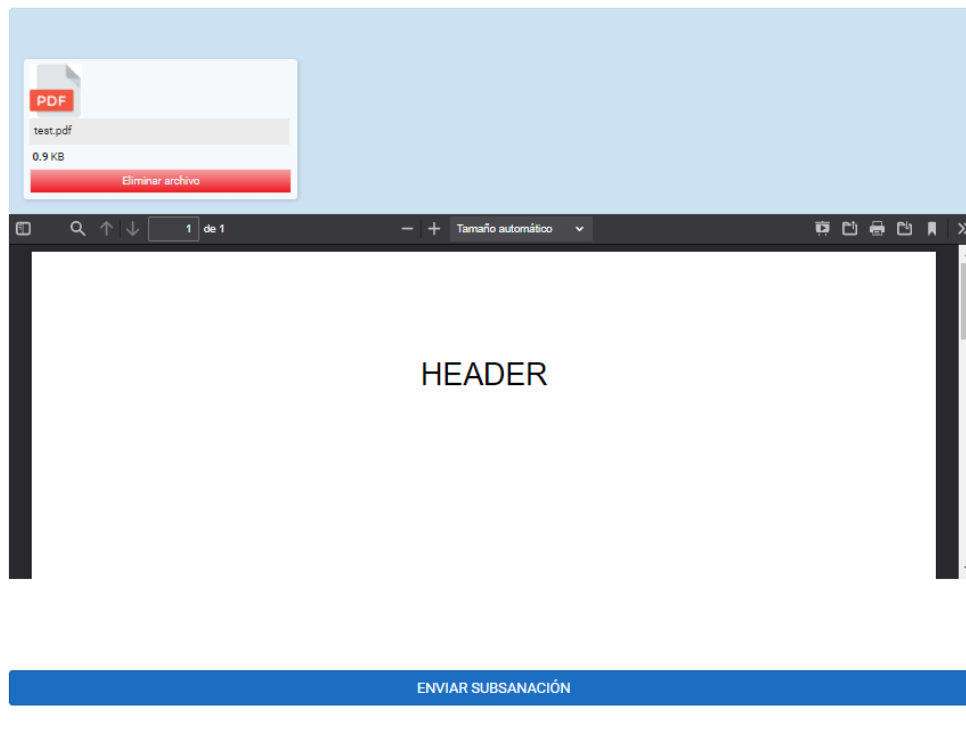 PDF
test.pdf
0.9 KB
Eliminar archivo
1 de 1 Tamaño automático
HEADER
ENVIAR SUBSANACIÓN